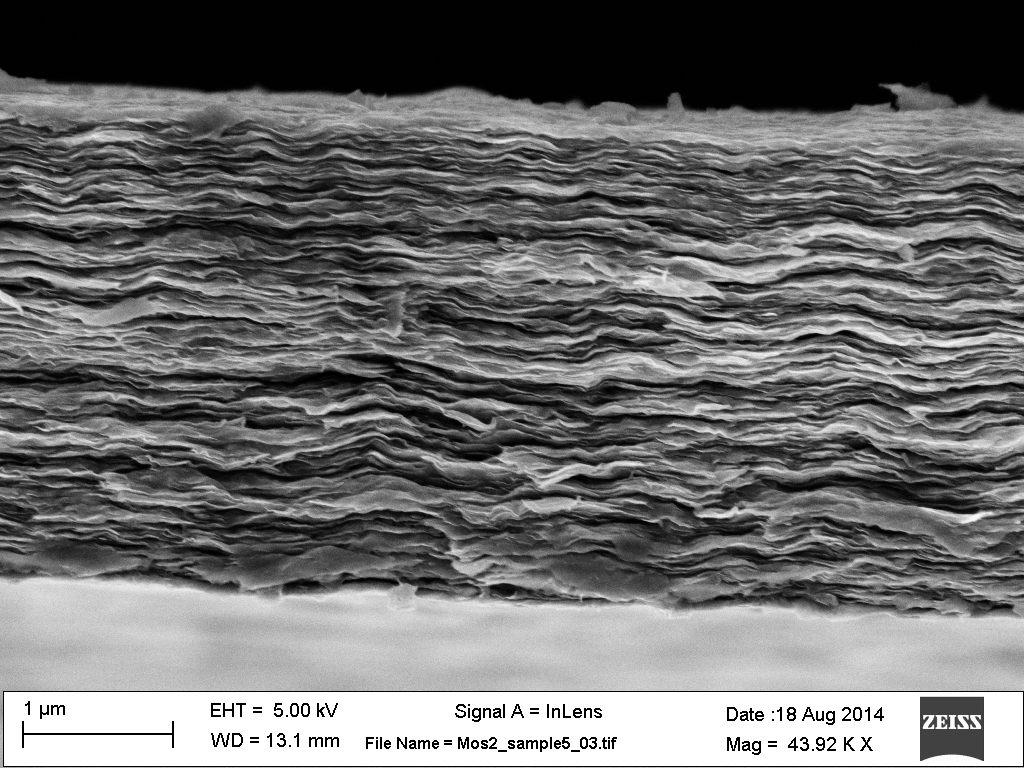 1 µm
EHT = 5.00 kV
Signal A = InLens
Date :18 Aug 2014
WD = 13.1 mm
File Name = Mos2_sample5_03.tif
Mag = 43.92 K X
ZEISS